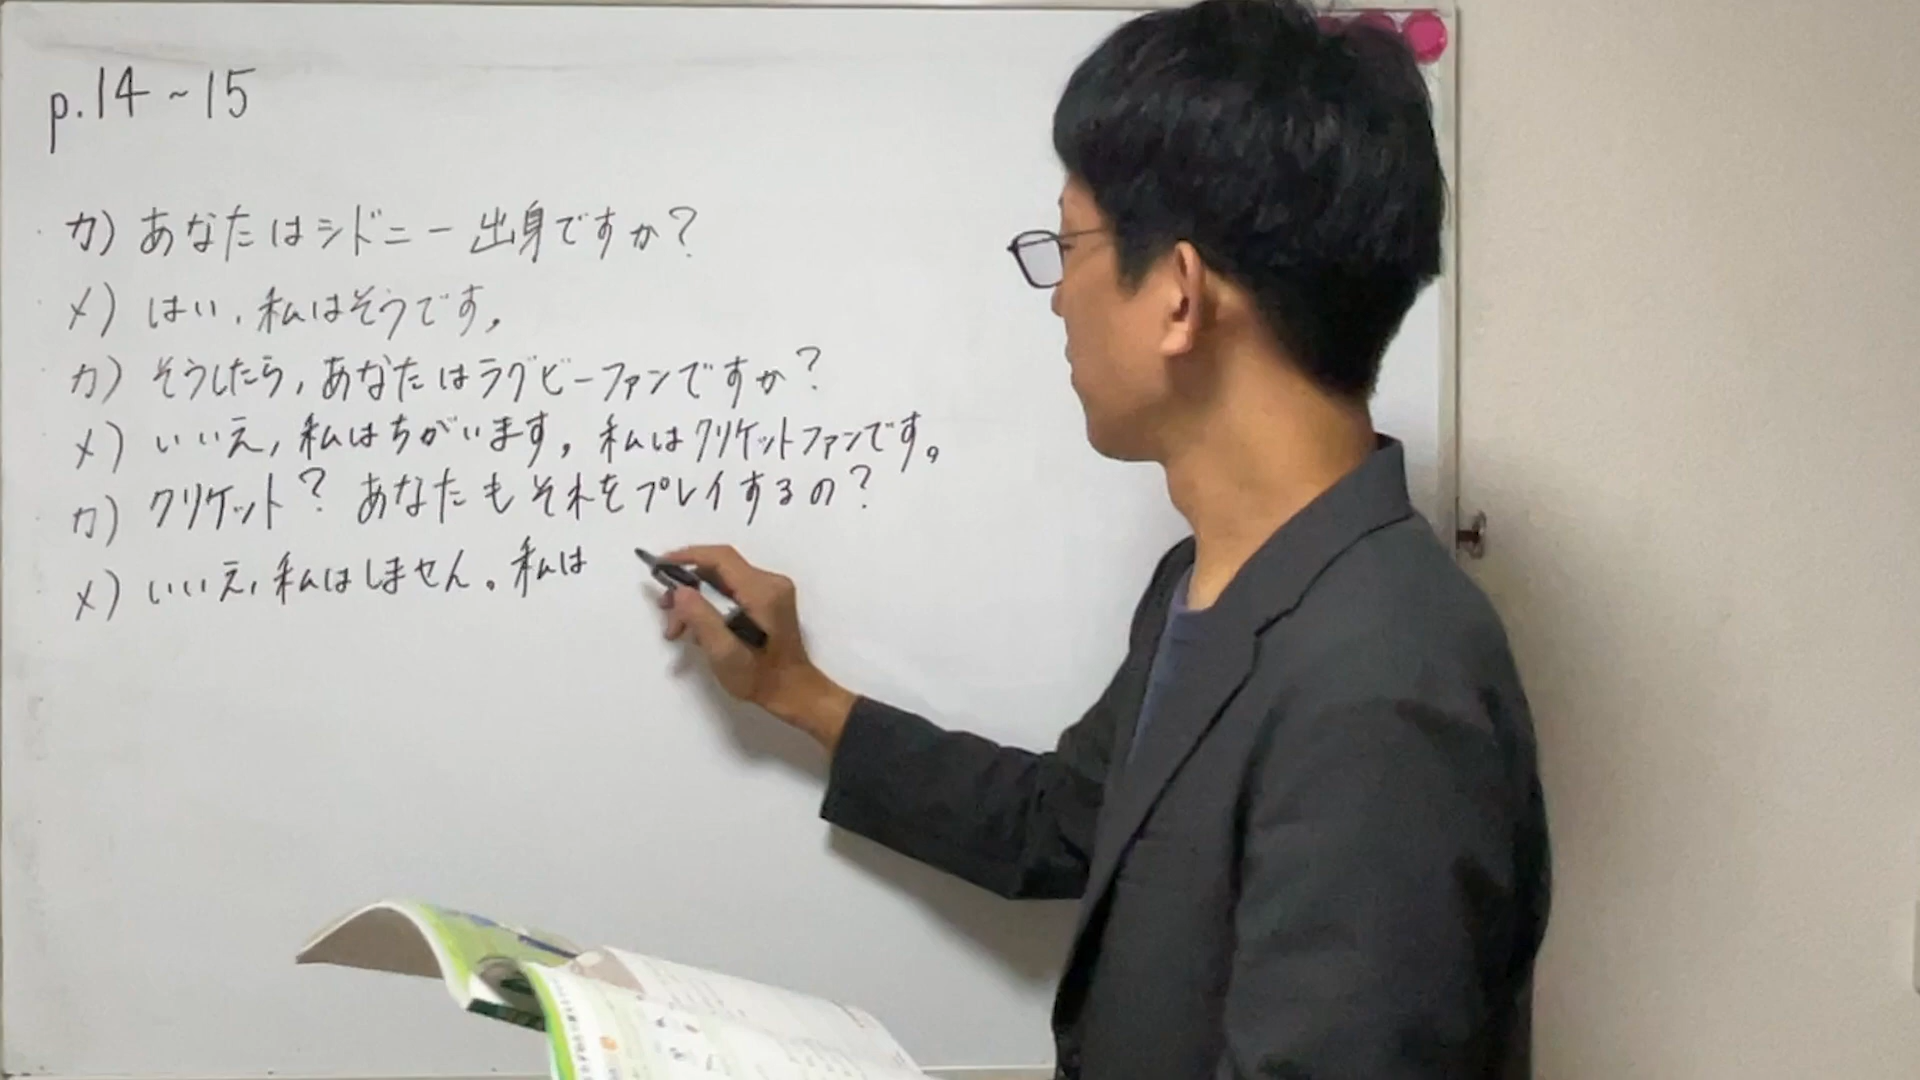 p.14~15
カ) あなたはシドニー出身ですか?
メ) はい、私はそうです。
カ) そうしたら、あなたはラグビーファンですか?
メ) いいえ、私はちがいます。私はクリケットファンです。
カ) クリケット? あなたもそれをプレイするの?
メ) いいえ、私はしません。私は